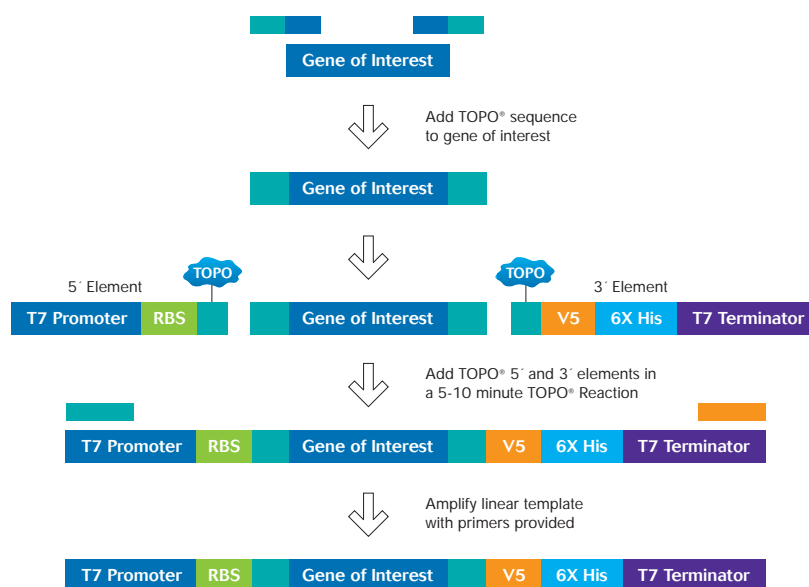 Gene of Interest
Add TOPO® sequence
to gene of interest
Gene of Interest
5´ Element
TOPO
TOPO
3´ Element
T7 Promoter RBS
Gene of Interest
V5 6X His T7 Terminator
Add TOPO® 5´ and 3´ elements in
a 5-10 minute TOPO® Reaction
T7 Promoter RBS Gene of Interest V5 6X His T7 Terminator
Amplify linear template
with primers provided
T7 Promoter RBS Gene of Interest V5 6X His T7 Terminator